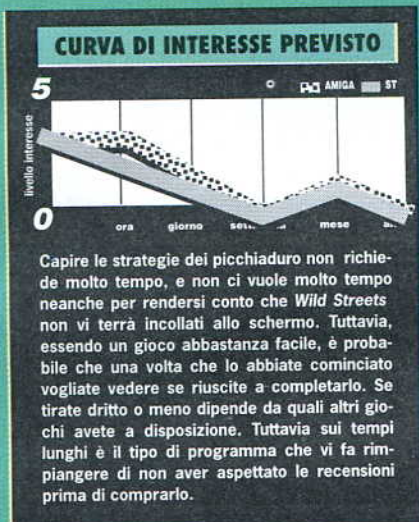 CURVA DI INTERESSE PREVISTO
5
© AMIGA ST
livello interesse
0
ora giorno mese
Capire le strategie dei picchiaduro non richie-
de molto tempo, e non ci vuole molto tempo
neanche per rendersi conto che Wild Streets
non vi terrà incollati allo schermo. Tuttavia,
essendo un gioco abbastanza facile, è proba-
bile che una volta che lo abbiate cominciato
vogliate vedere se riuscite a completarlo. Se
tirate dritto o meno dipende da quali altri gio-
chi avete a disposizione. Tuttavia sui tempi
lunghi è il tipo di programma che vi fa rim-
piangere di non aver aspettato le recensioni
prima di comprarlo.